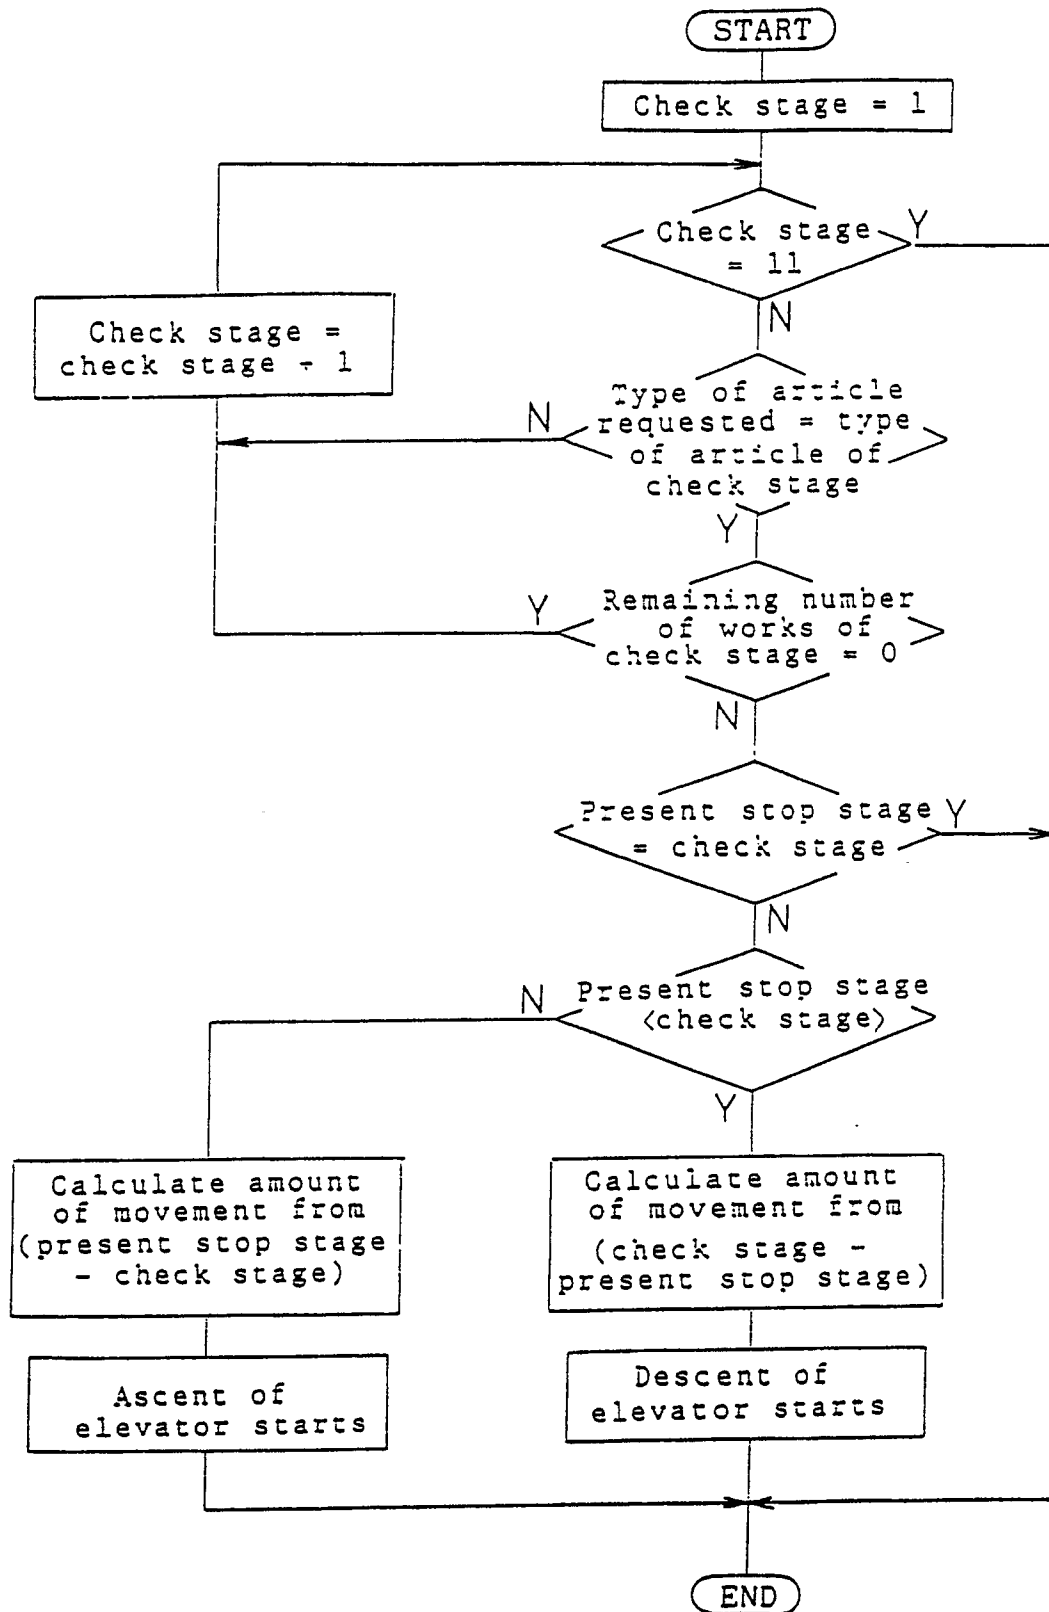 START
Check stage = 1
Check stage
= 11
Y
N
Check stage =
check stage + 1
Type of article
requested = type
of article of
check stage
N
Y
Remaining number
of works of
check stage = 0
Y
N
Present stop stage
= check stage
Y
N
Present stop stage
<check stage>
N
Y
Calculate amount
of movement from
(present stop stage
- check stage)
Calculate amount
of movement from
(check stage -
present stop stage)
Ascent of
elevator starts
Descent of
elevator starts
END